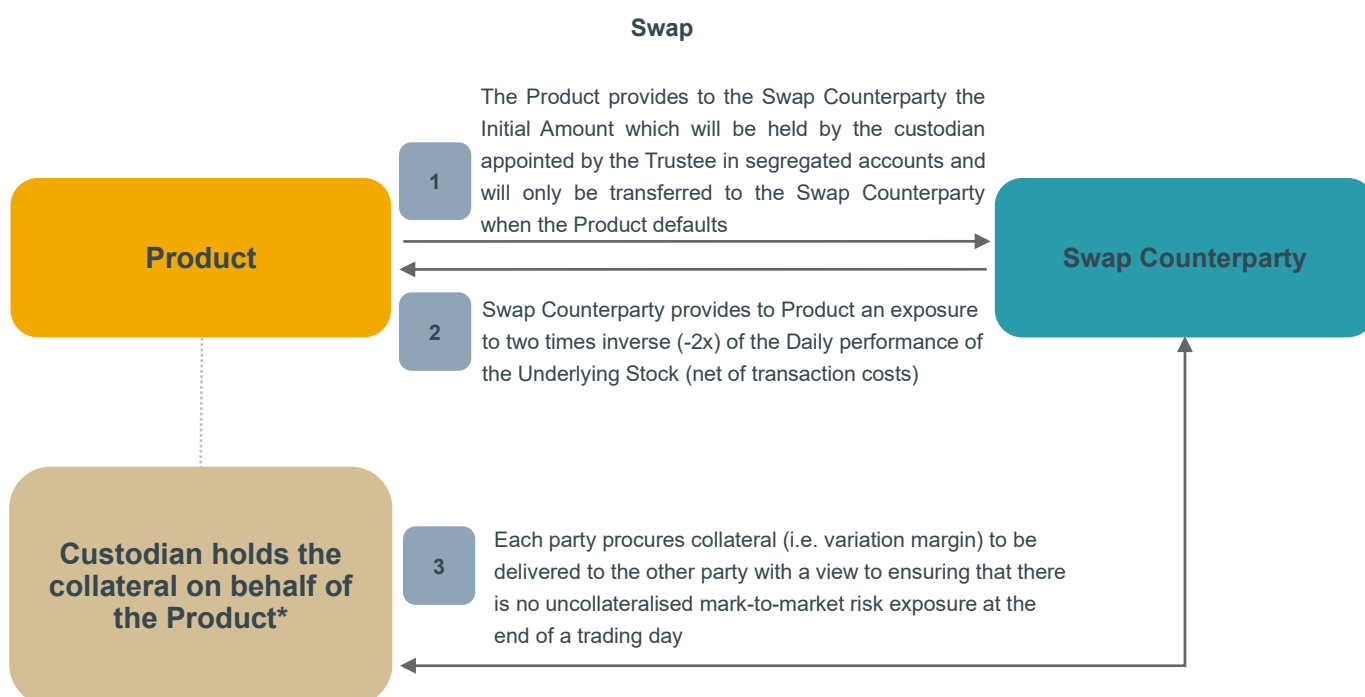 Swap
The Product provides to the Swap Counterparty the
Initial Amount which will be held by the custodian
appointed by the Trustee in segregated accounts and
will only be transferred to the Swap Counterparty
when the Product defaults
1
Product
Swap Counterparty
2
Swap Counterparty provides to Product an exposure
to two times inverse (-2x) of the Daily performance of
the Underlying Stock (net of transaction costs)
Custodian holds the
collateral on behalf of
the Product*
3
Each party procures collateral (i.e. variation margin) to be
delivered to the other party with a view to ensuring that there
is no uncollateralised mark-to-market risk exposure at the
end of a trading day